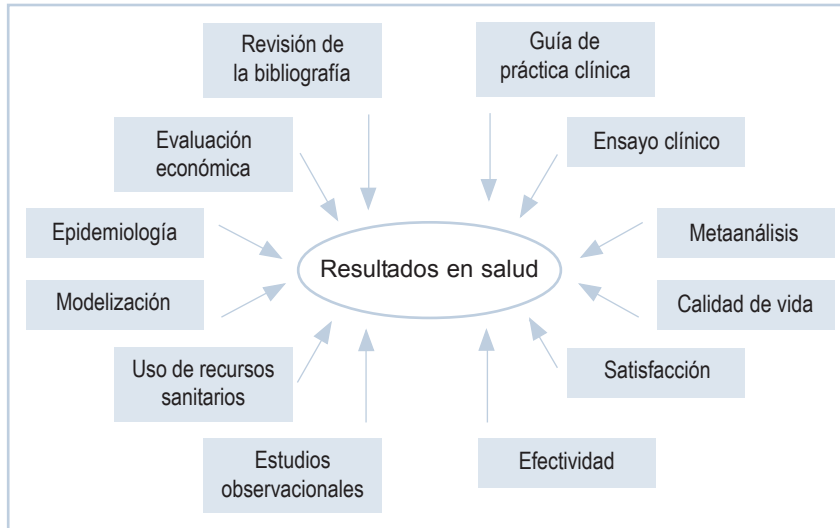 Revisión de
la bibliografía
Guía de
práctica clínica
Evaluación
económica
Ensayo clínico
Epidemiología
Metaanálisis
Resultados en salud
Modelización
Calidad de vida
Uso de recursos
sanitarios
Satisfacción
Estudios
observacionales
Efectividad